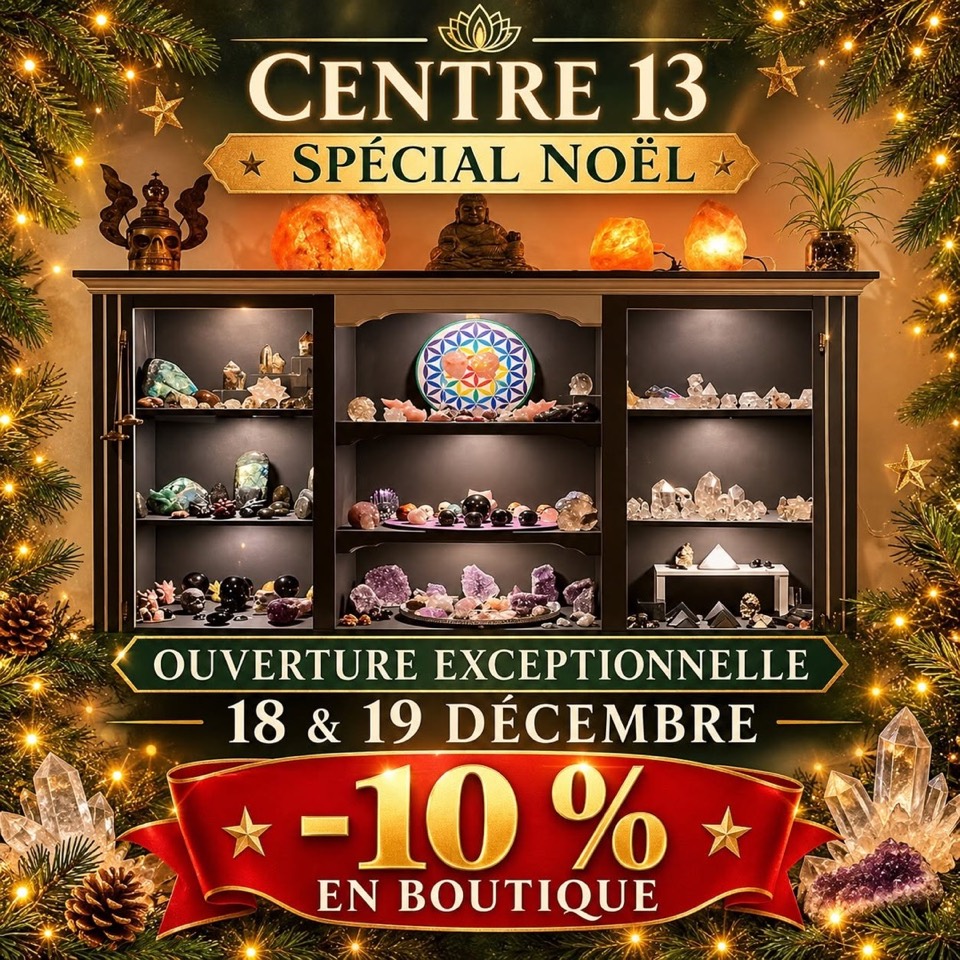 CENTRE 13
SPÉCIAL NOËL
OUVERTURE EXCEPTIONNELLE
18 & 19 DÉCEMBRE
-10 %
EN BOUTIQUE